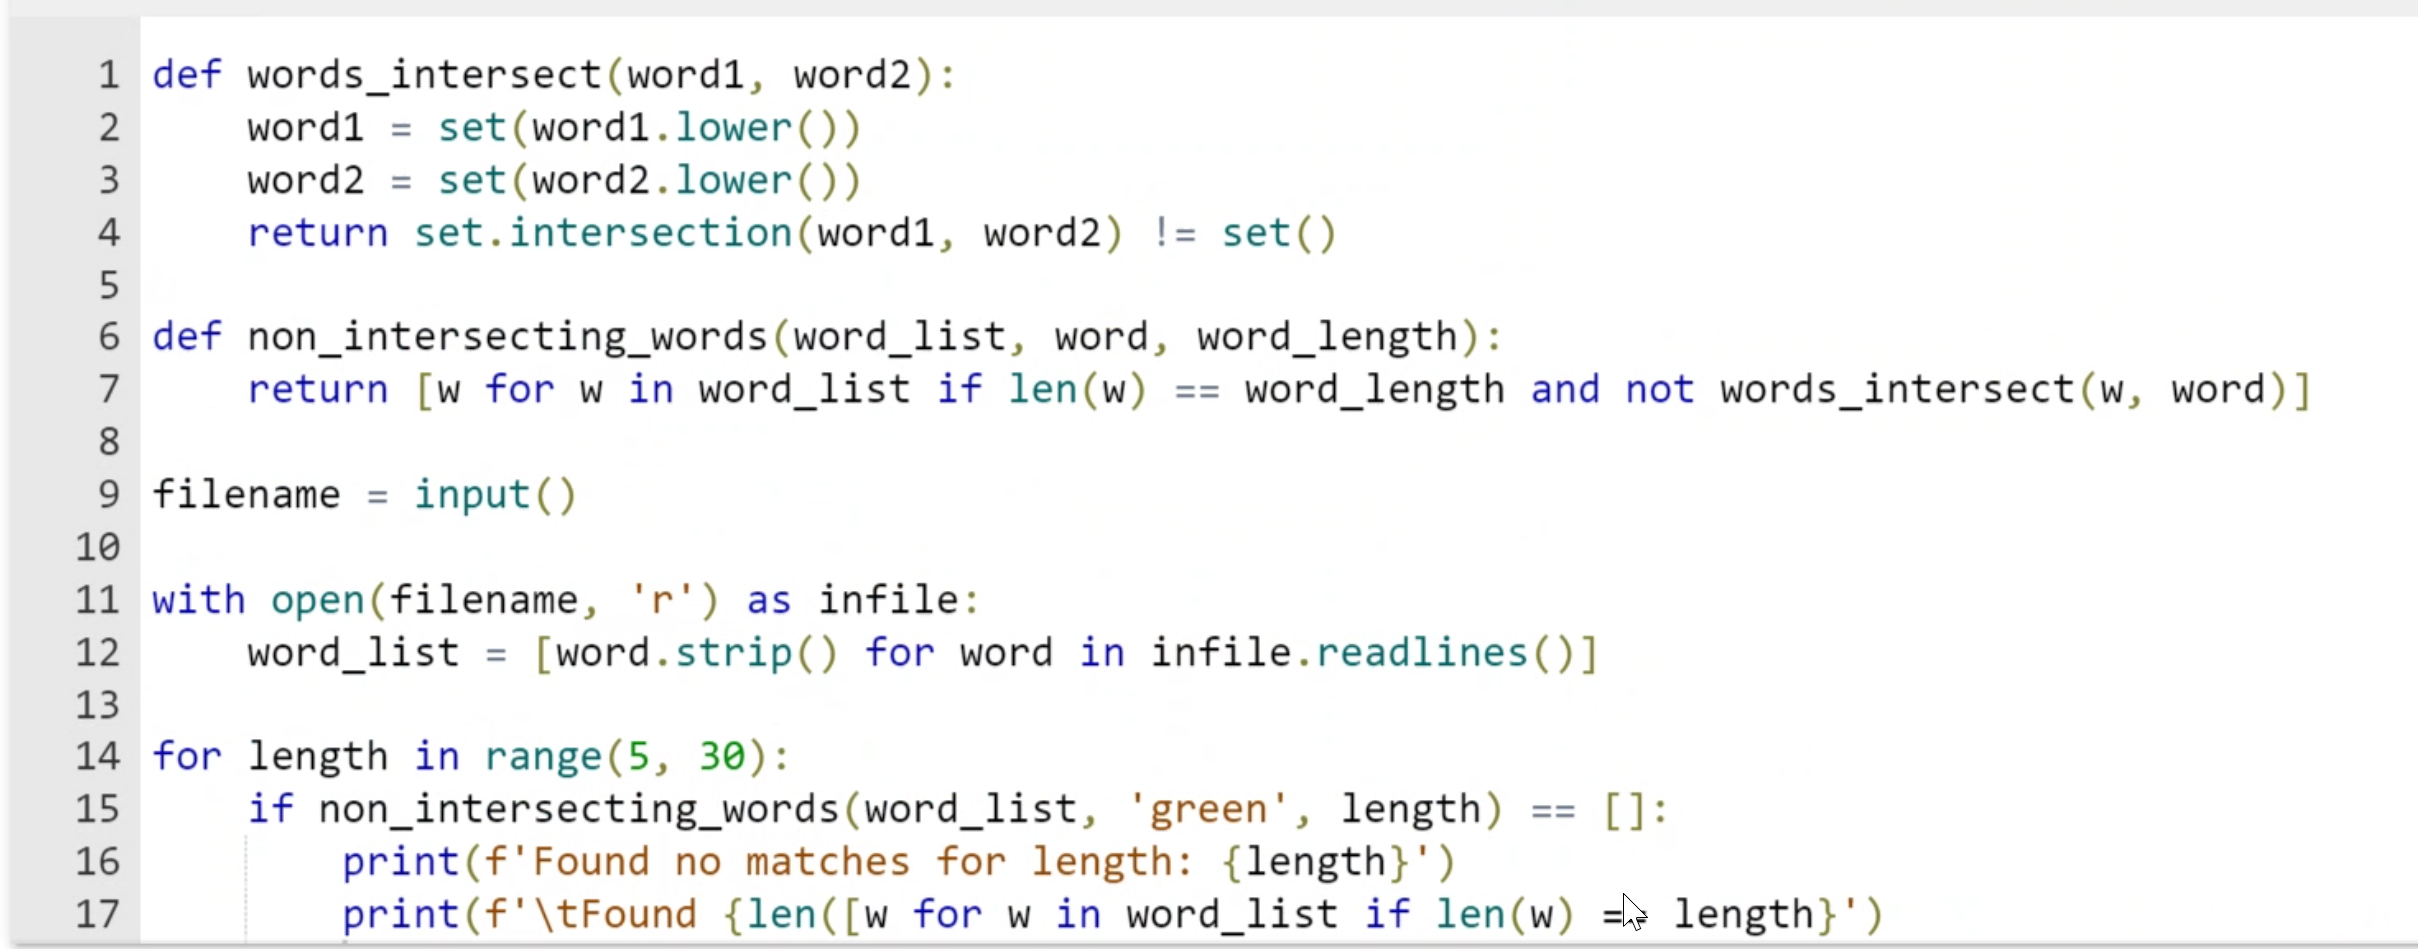 1 def words_intersect(word1, word2):
2     word1 = set(word1.lower())
3     word2 = set(word2.lower())
4     return set.intersection(word1, word2) != set()
5
6 def non_intersecting_words(word_list, word, word_length):
7     return [w for w in word_list if len(w) == word_length and not words_intersect(w, word)]
8
9 filename = input()
10
11 with open(filename, 'r') as infile:
12     word_list = [word.strip() for word in infile.readlines()]
13
14 for length in range(5, 30):
15     if non_intersecting_words(word_list, 'green', length) == []:
16         print(f'Found no matches for length: {length}')
17         print(f'\tFound {len([w for w in word_list if len(w) == length}')